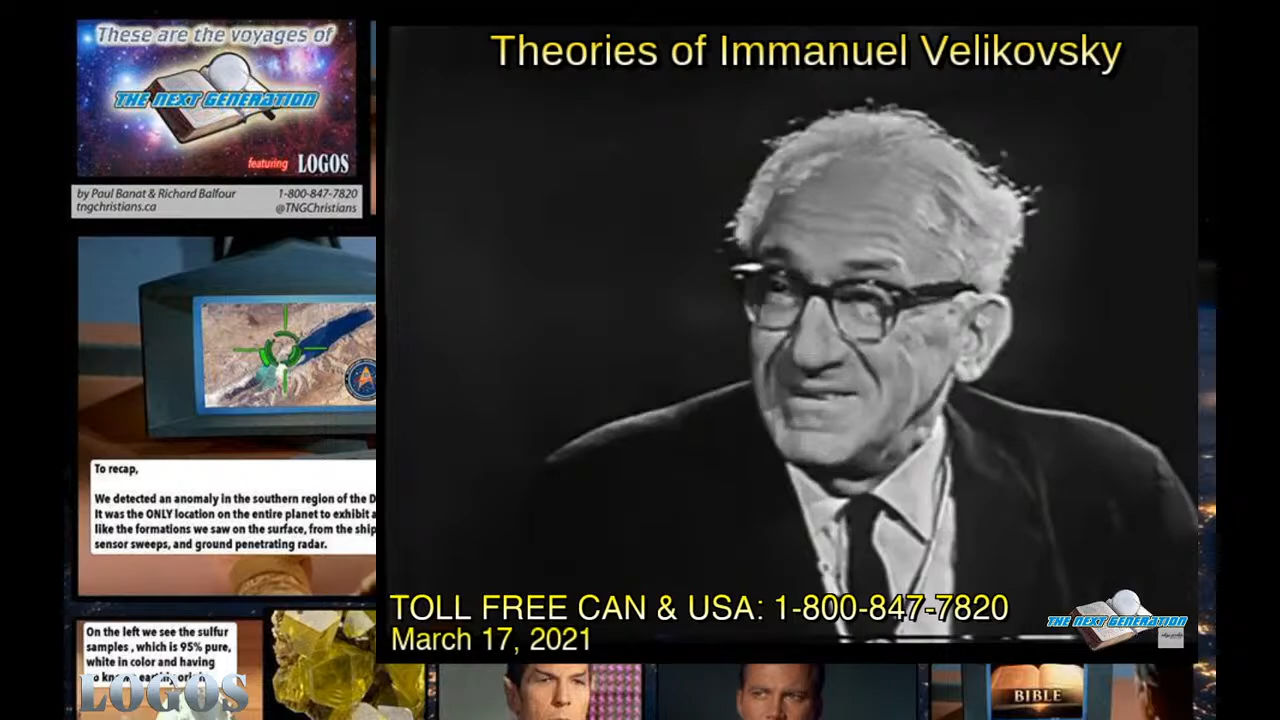 These are the voyages of
THE NEXT GENERATION
featuring LOGOS
by Paul Banat & Richard Balfour 1-800-847-7820
tngchristians.ca @TNGChristians
Theories of Immanuel Velikovsky
To recap,
We detected an anomaly in the southern region of the D
It was the ONLY location on the entire planet to exhibit a
like the formations we saw on the surface, from the ship
sensor sweeps, and ground penetrating radar.
On the left we see the sulfur
samples , which is 95% pure,
white in color and having
LOGOS
TOLL FREE CAN & USA: 1-800-847-7820
March 17, 2021
THE NEXT GENERATION
BIBLE